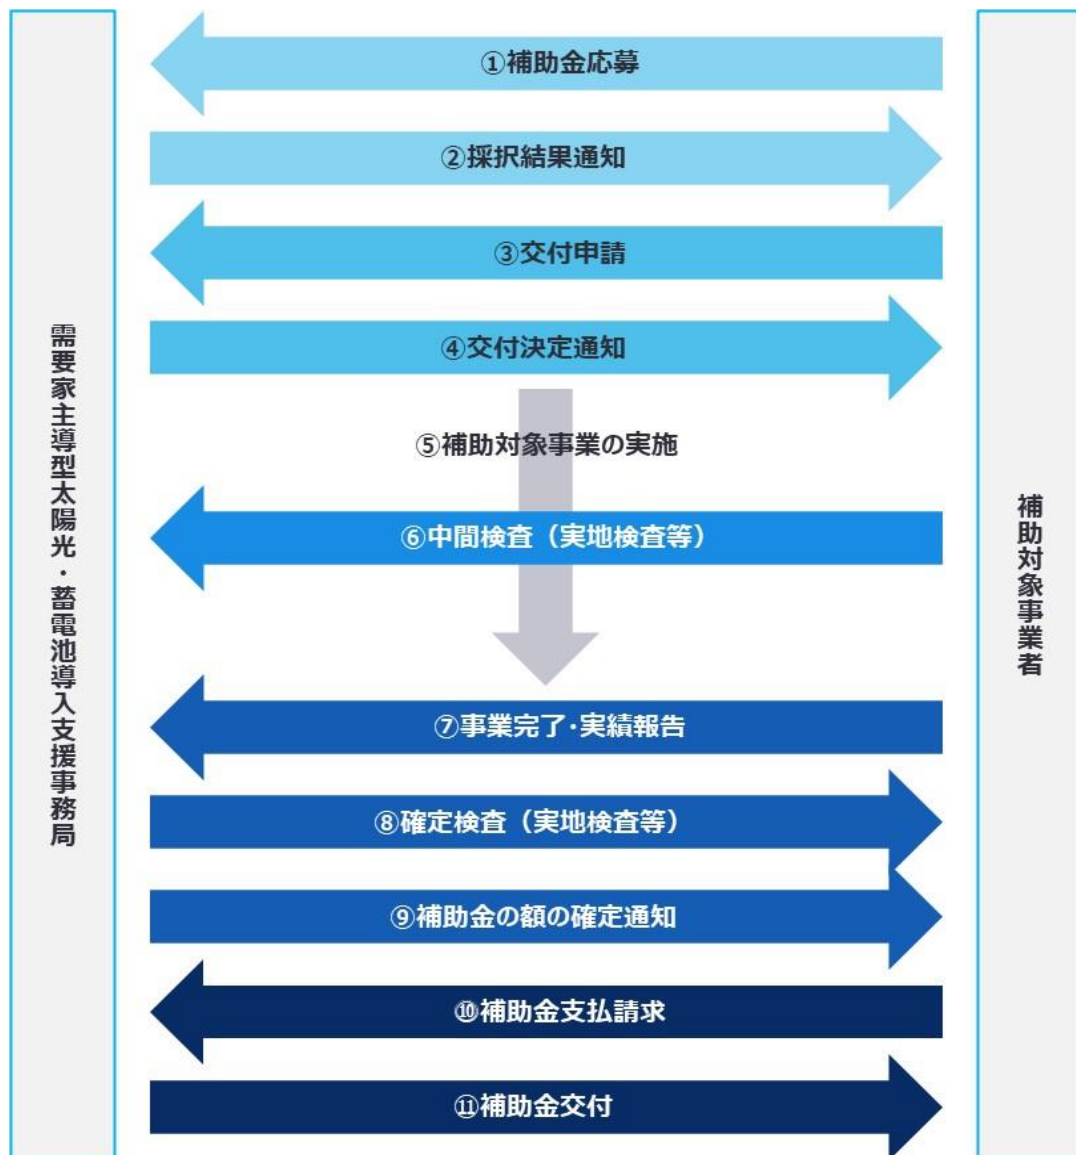 ①補助金応募
②採択結果通知
③交付申請
④交付決定通知
⑤補助対象事業の実施
⑥中間検査（実地検査等）
⑦事業完了･実績報告
⑧確定検査（実地検査等）
⑨補助金の額の確定通知
⑩補助金支払請求
⑪補助金交付
需要家主導型太陽光・蓄電池導入支援事務局
補助対象事業者